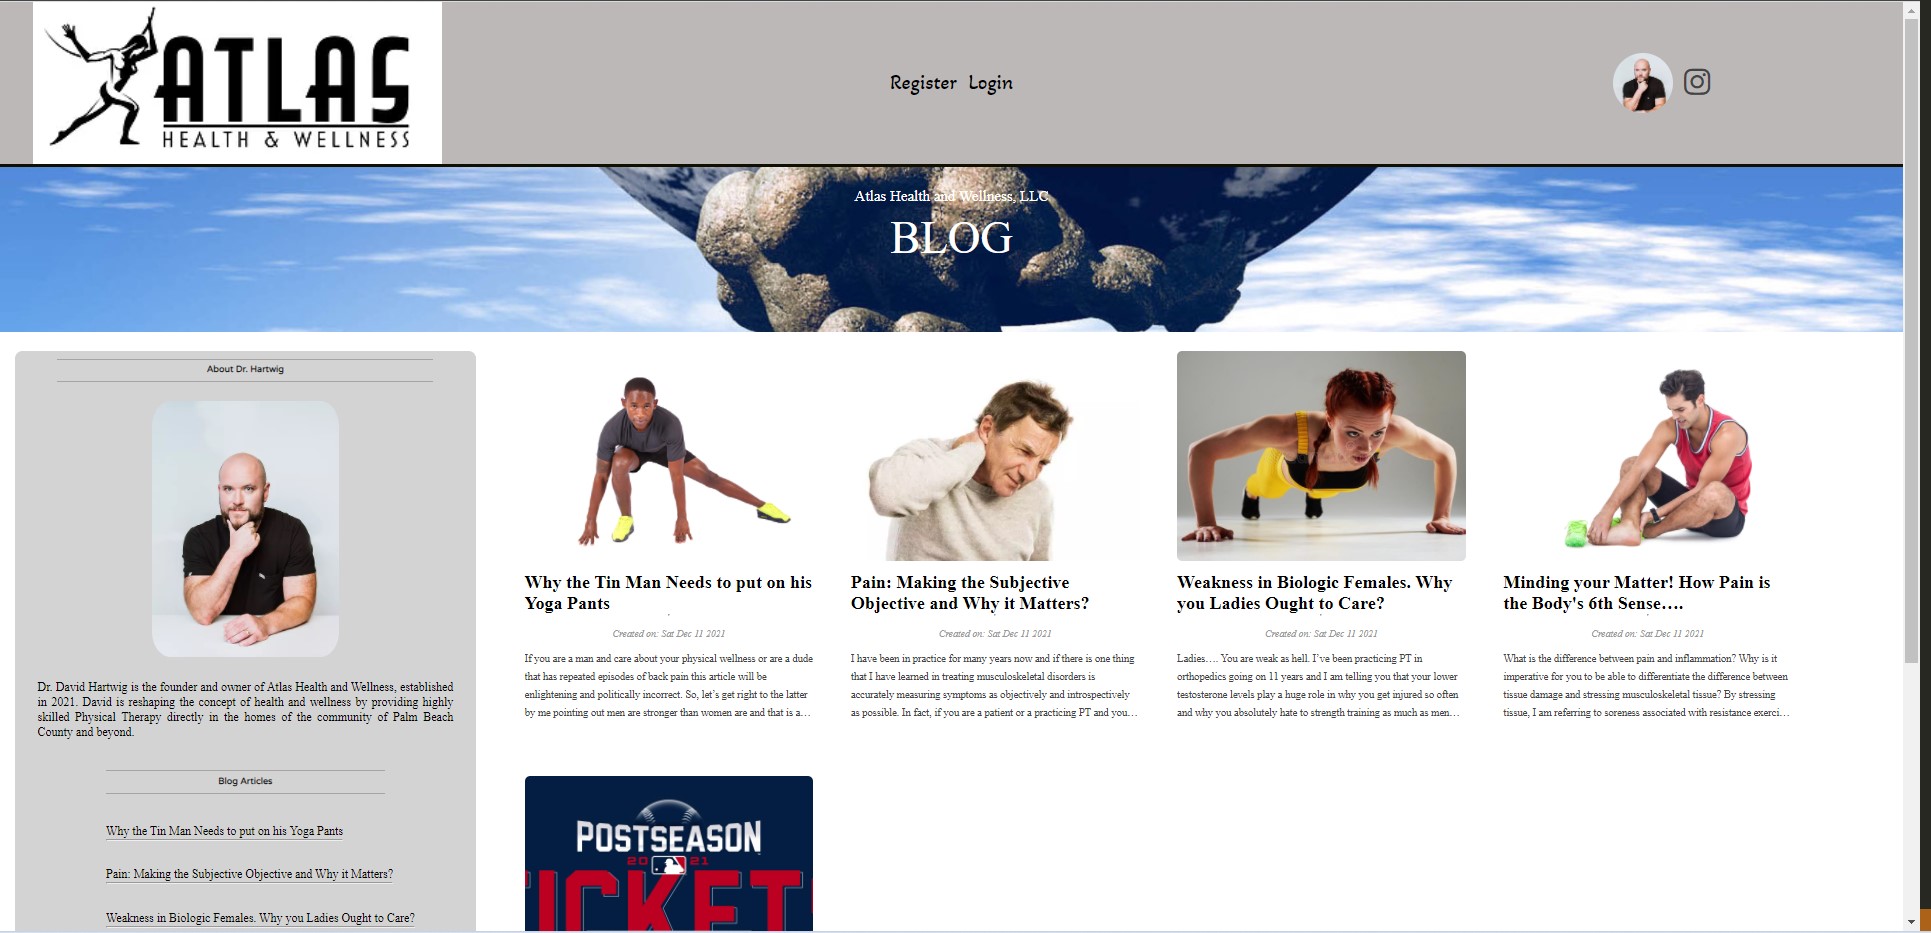 ATLAS
HEALTH & WELLNESS
Register Login
Atlas Health and Wellness, LLC
BLOG
About Dr. Hartwig
Dr. David Hartwig is the founder and owner of Atlas Health and Wellness, established
in 2021. David is reshaping the concept of health and wellness by providing highly
skilled Physical Therapy directly in the homes of the community of Palm Beach
County and beyond.
Blog Articles
Why the Tin Man Needs to put on his Yoga Pants
Pain: Making the Subjective Objective and Why it Matters?
Weakness in Biologic Females. Why you Ladies Ought to Care?
Why the Tin Man Needs to put on his
Yoga Pants
Created on: Sat Dec 11 2021
If you are a man and care about your physical wellness or are a dude
that has repeated episodes of back pain this article will be
enlightening and politically incorrect. So, let's get right to the latter
by me pointing out men are stronger than women are and that is a…
Pain: Making the Subjective
Objective and Why it Matters?
Created on: Sat Dec 11 2021
I have been in practice for many years now and if there is one thing
that I have learned in treating musculoskeletal disorders is
accurately measuring symptoms as objectively and introspectively
as possible. In fact, if you are a patient or a practicing PT and you…
Weakness in Biologic Females. Why
you Ladies Ought to Care?
Created on: Sat Dec 11 2021
Ladies…. You are weak as hell. I've been practicing PT in
orthopedics going on 11 years and I am telling you that your lower
testosterone levels play a huge role in why you get injured so often
and why you absolutely hate to strength training as much as men…
Minding your Matter! How Pain is
the Body's 6th Sense….
Created on: Sat Dec 11 2021
What is the difference between pain and inflammation? Why is it
imperative for you to be able to differentiate the difference between
tissue damage and stressing musculoskeletal tissue? By stressing
tissue, I am referring to soreness associated with resistance exerci…
POSTSEASON
20 21
ICKET